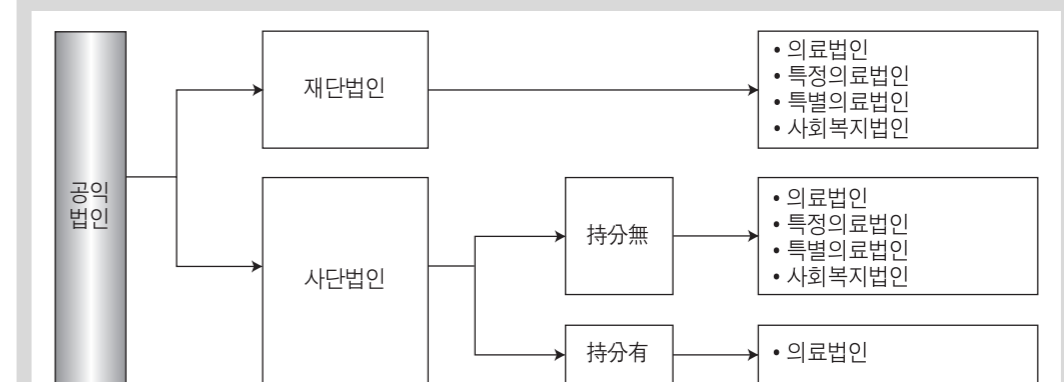 공익
법인
재단법인
• 의료법인
• 특정의료법인
• 특별의료법인
• 사회복지법인
사단법인
持分無
• 의료법인
• 특정의료법인
• 특별의료법인
• 사회복지법인
持分有
• 의료법인